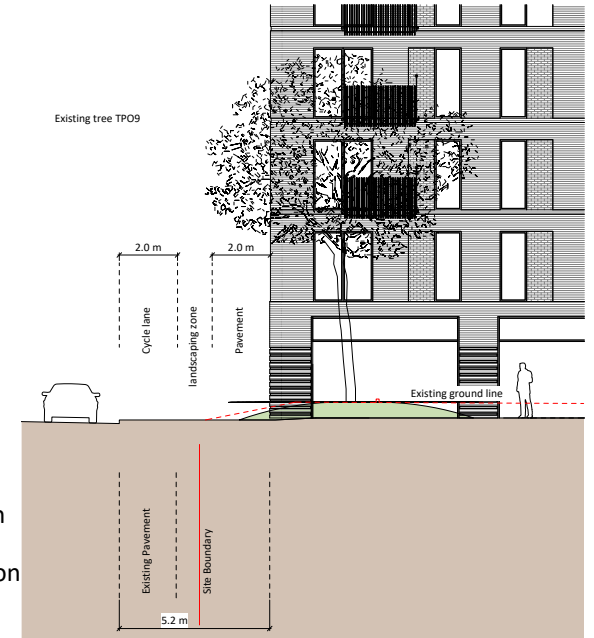 Existing tree TPO9
2.0 m
2.0 m
Cycle lane
landscaping zone
Pavement
Existing ground line
n
on
Existing Pavement
Site Boundary
5.2 m